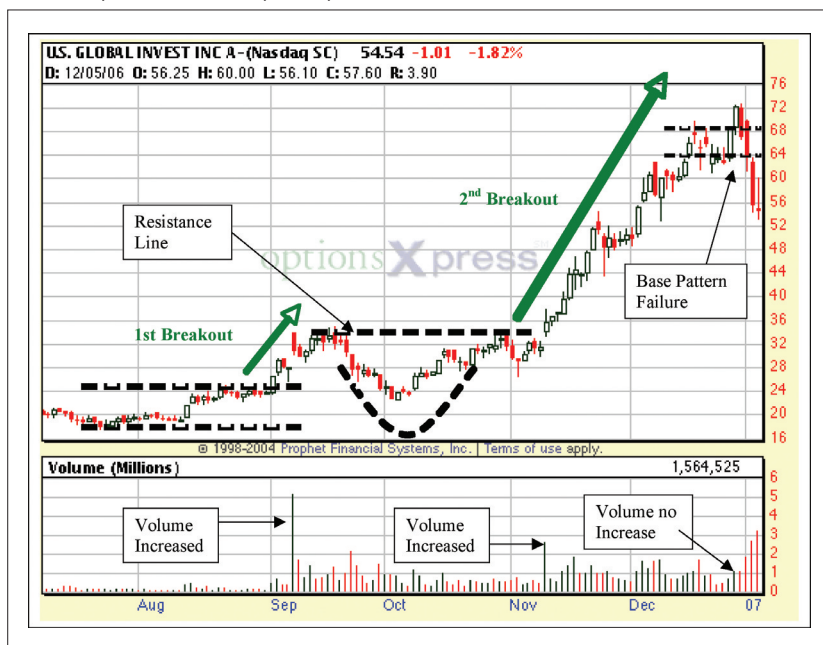 U.S. GLOBAL INVEST INC A-(Nasdaq SC) 54.54 -1.01 -1.82%
D: 12/05/06 O: 56.25 H: 60.00 L: 56.10 C: 57.60 R: 3.90
76
72
68
64
60
56
52
48
44
40
36
32
28
24
20
16
2nd Breakout
Resistance
Line
optionsXpress
Base Pattern
Failure
1st Breakout
© 1998-2004 Prophet Financial Systems, Inc. | Terms of use apply.
Volume (Millions) 1,564,525
6
5
4
3
2
1
0
Volume
Increased
Volume
Increased
Volume no
Increase
Aug Sep Oct Nov Dec 07